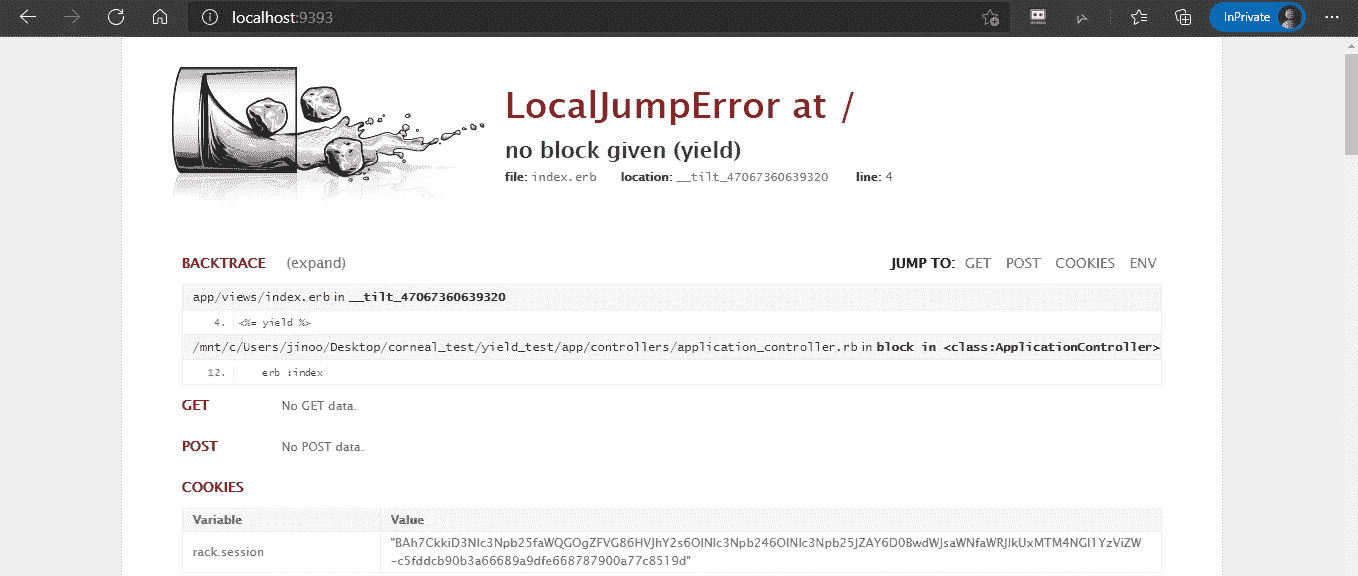 localhost:9393
InPrivate
LocalJumpError at /
no block given (yield)
file: index.erb location: __tilt_47067360639320 line: 4
BACKTRACE (expand) JUMP TO: GET POST COOKIES ENV
app/views/index.erb in __tilt_47067360639320
4. <%= yield %>
/mnt/c/Users/jinoo/Desktop/corneal_test/yield_test/app/controllers/application_controller.rb in block in <class:ApplicationController>
12. erb :index
GET No GET data.
POST No POST data.
COOKIES
Variable Value
rack.session
-c5fddcb90b3a66689a9dfe668787900a77c8519d"